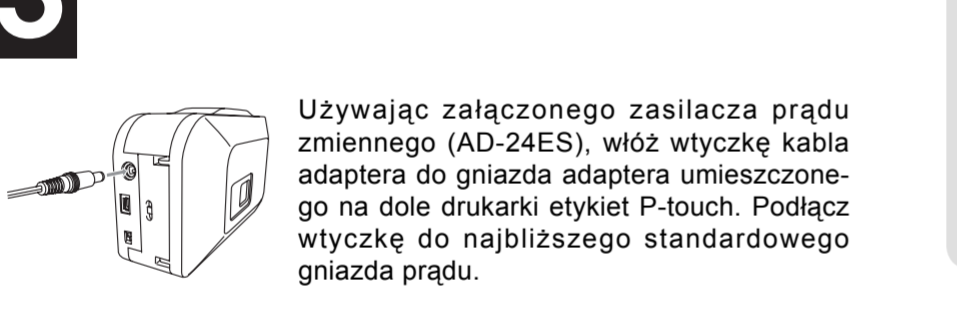 3
Używając załączonego zasilacza prądu
zmiennego (AD-24ES), włóż wtyczkę kabla
adaptera do gniazda adaptera umieszczone-
go na dole drukarki etykiet P-touch. Podłącz
wtyczkę do najbliższego standardowego
gniazda prądu.